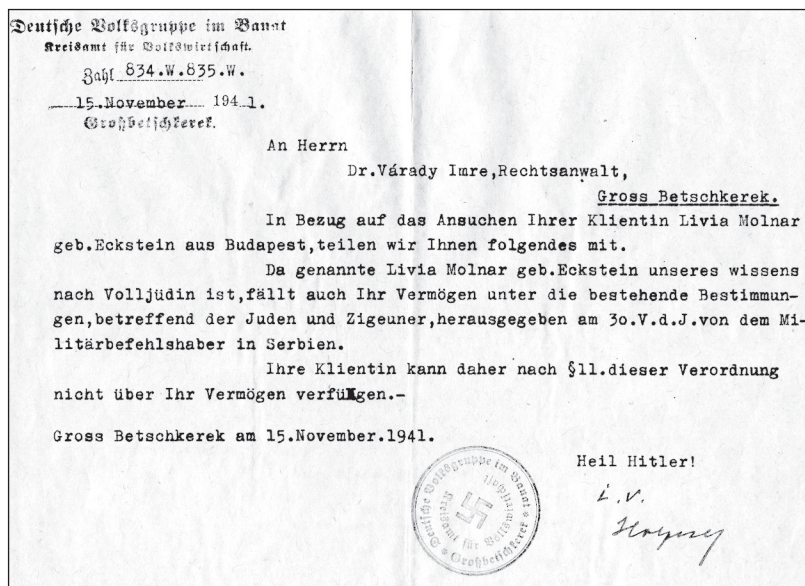 Deutsche Volksgruppe im Banat
Kreisamt für Volkswirtschaft.
Zahl 834.W.835.W.
15.November 1941.
Großbetschkerek.
An Herrn
Dr.Várady Imre,Rechtsanwalt,
Gross Betschkerek.
In Bezug auf das Ansuchen Ihrer Klientin Livia Molnar
geb.Eckstein aus Budapest,teilen wir Ihnen folgendes mit.
Da genannte Livia Molnar geb.Eckstein unseres wissens
nach Volljüdin ist,fällt auch Ihr Vermögen unter die bestehende Bestimmun-
gen,betreffend der Juden und Zigeuner,herausgegeben am 3o.V.d.J.von dem Mi-
litärbefehlshaber in Serbien.
Ihre Klientin kann daher nach §11.dieser Verordnung
nicht über Ihr Vermögen verfügen.-
Gross Betschkerek am 15.November.1941.
Heil Hitler!
i.V.
Deutsche Volksgruppe im Banat
Kreisamt für Volkswirtschaft
Großbetschkerek